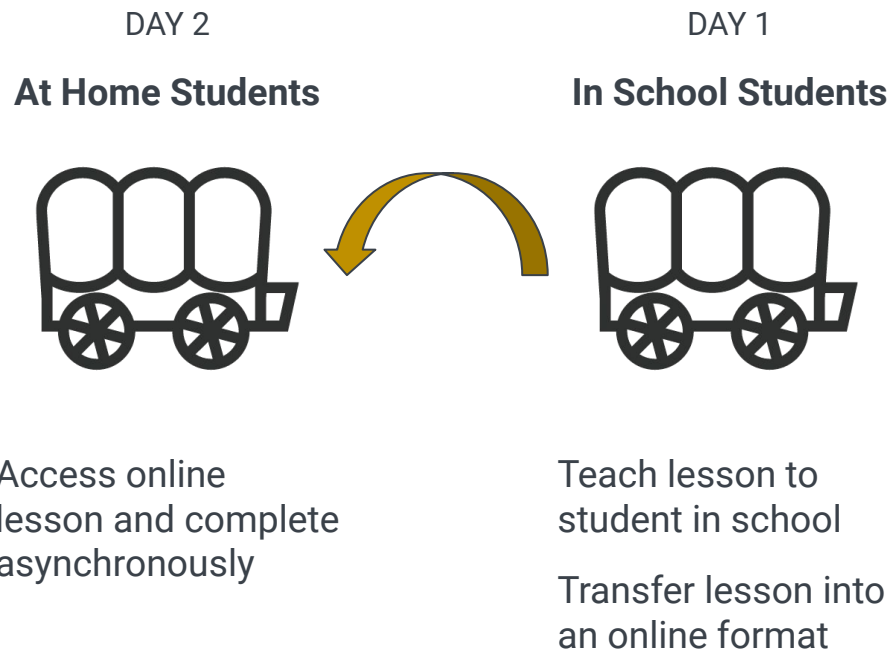 DAY 2
At Home Students
Access online
lesson and complete
asynchronously
DAY 1
In School Students
Teach lesson to
student in school
Transfer lesson into
an online format